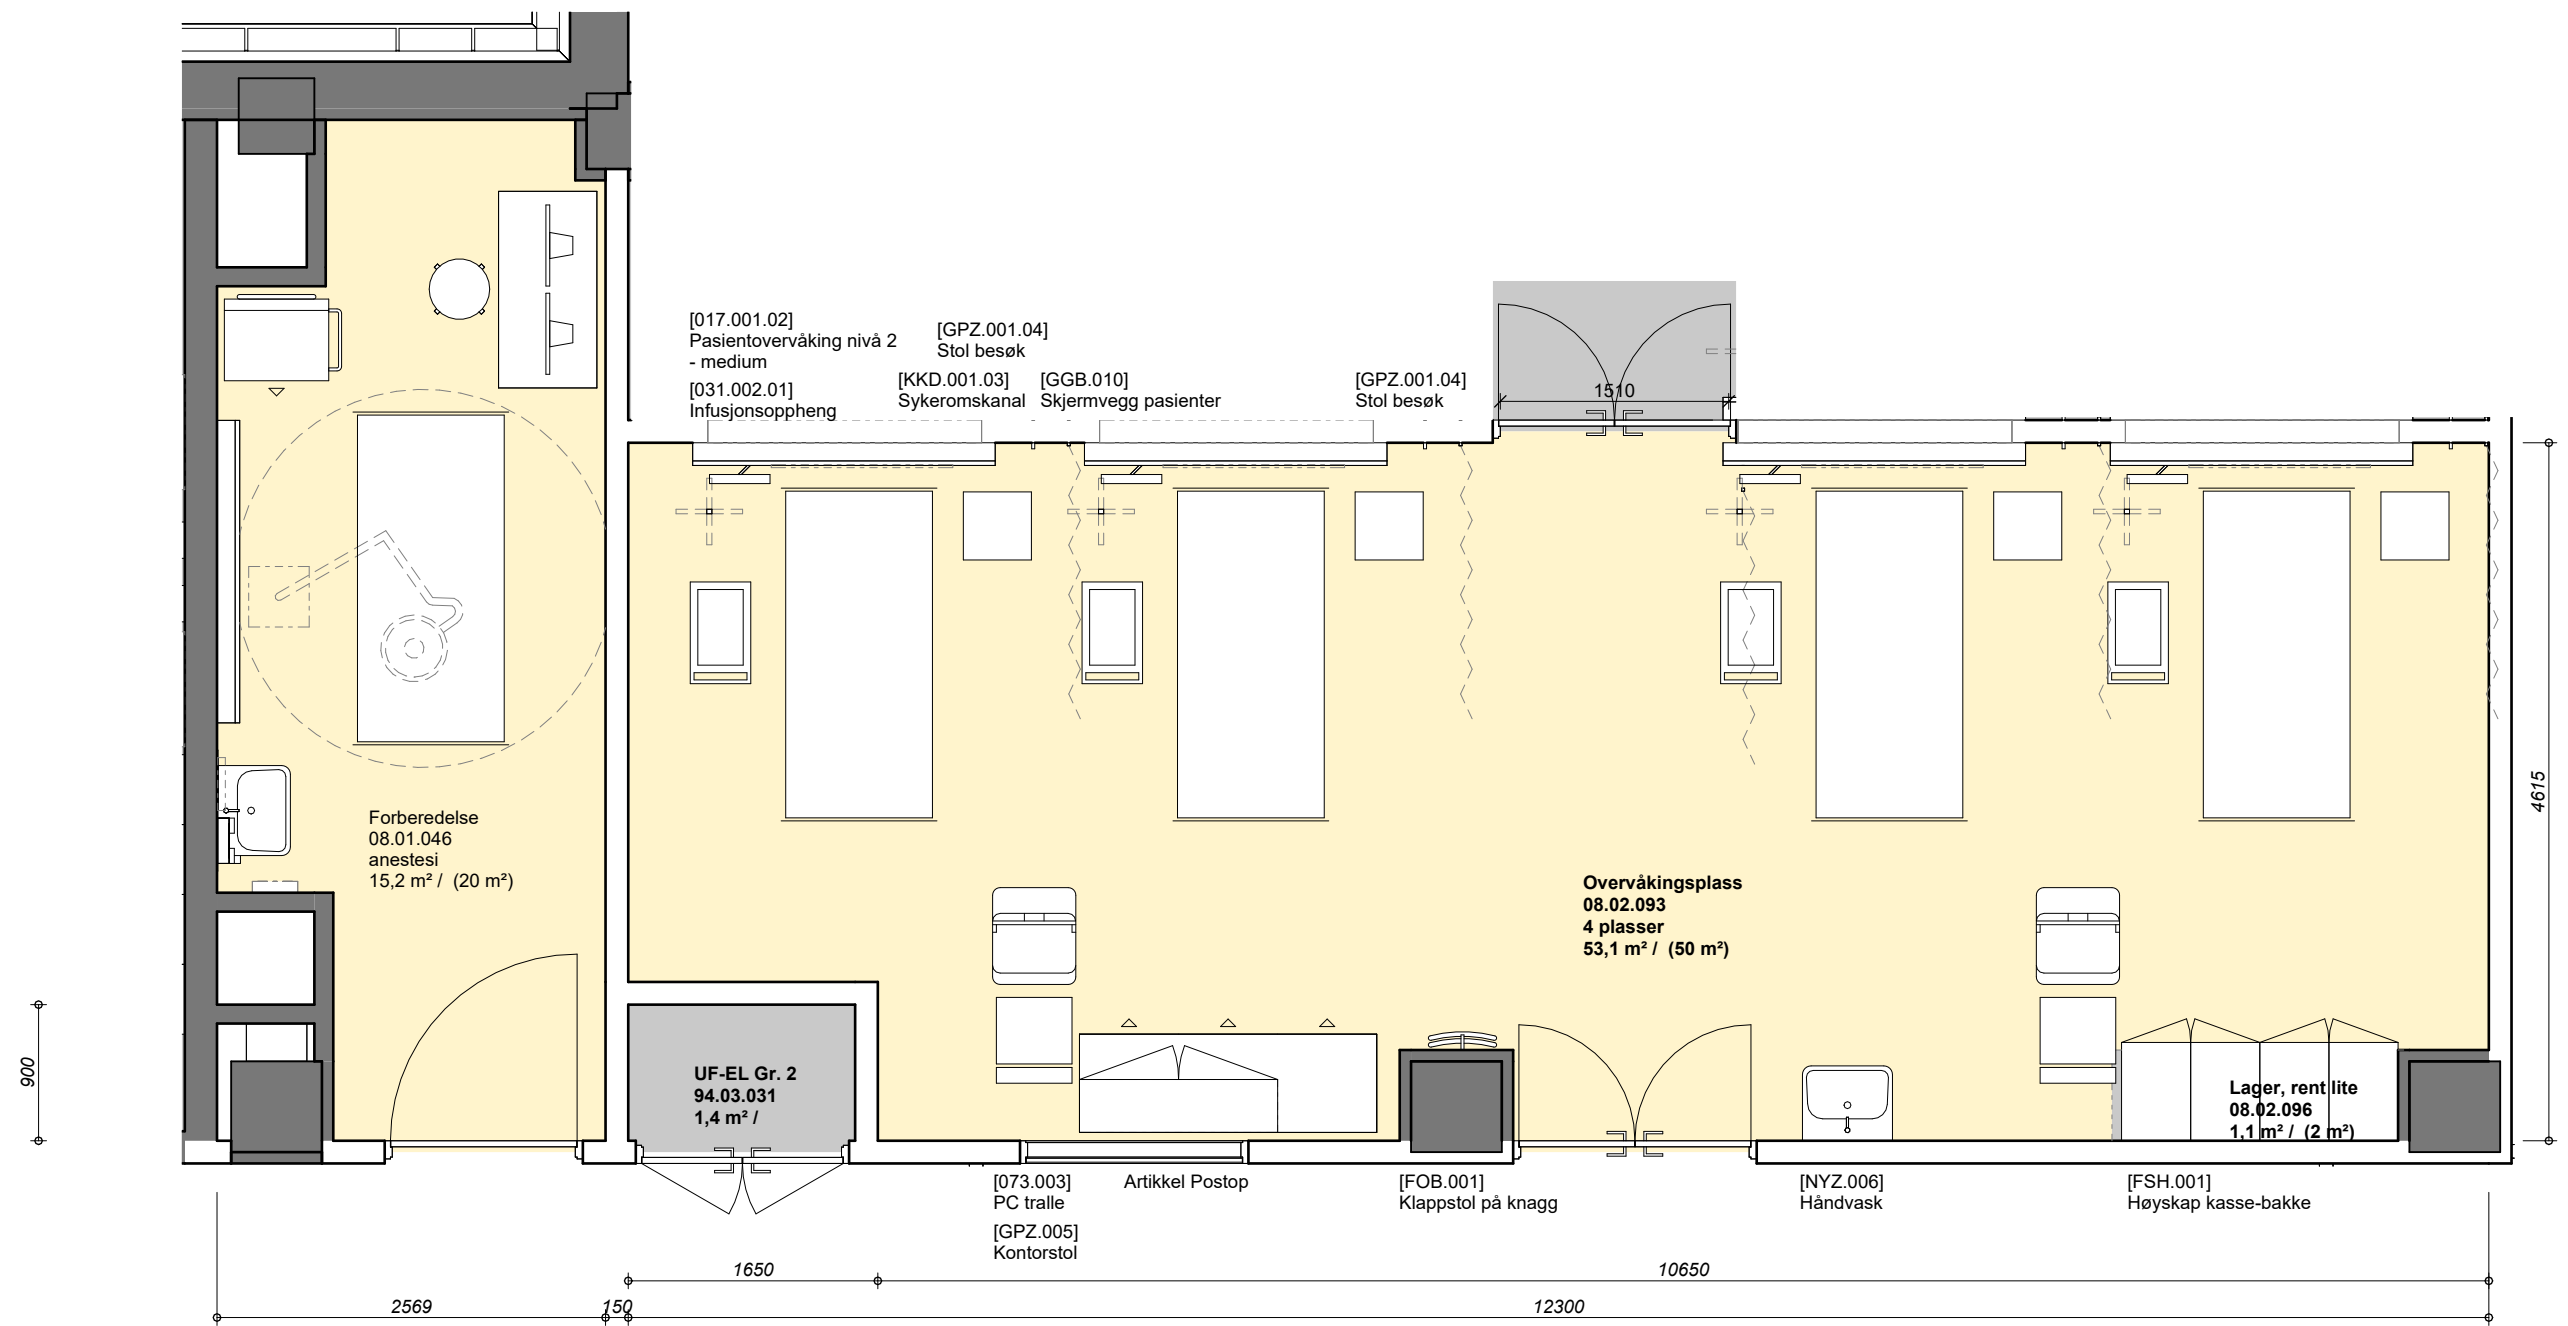 [017.001.02]
Pasientovervåking nivå 2
- medium
[031.002.01]
Infusjonsoppheng
[GPZ.001.04]
Stol besøk
[KKD.001.03]
Sykeromskanal
[GGB.010]
Skjermvegg pasienter
[GPZ.001.04]
Stol besøk
1510
4615
Forberedelse
08.01.046
anestesi
15,2 m² / (20 m²)
Overvåkingsplass
08.02.093
4 plasser
53,1 m² / (50 m²)
900
UF-EL Gr. 2
94.03.031
1,4 m² /
Lager, rent lite
08.02.096
1,1 m² / (2 m²)
[073.003]
PC tralle
[GPZ.005]
Kontorstol
Artikkel Postop
[FOB.001]
Klappstol på knagg
[NYZ.006]
Håndvask
[FSH.001]
Høyskap kasse-bakke
1650
10650
2569
150
12300